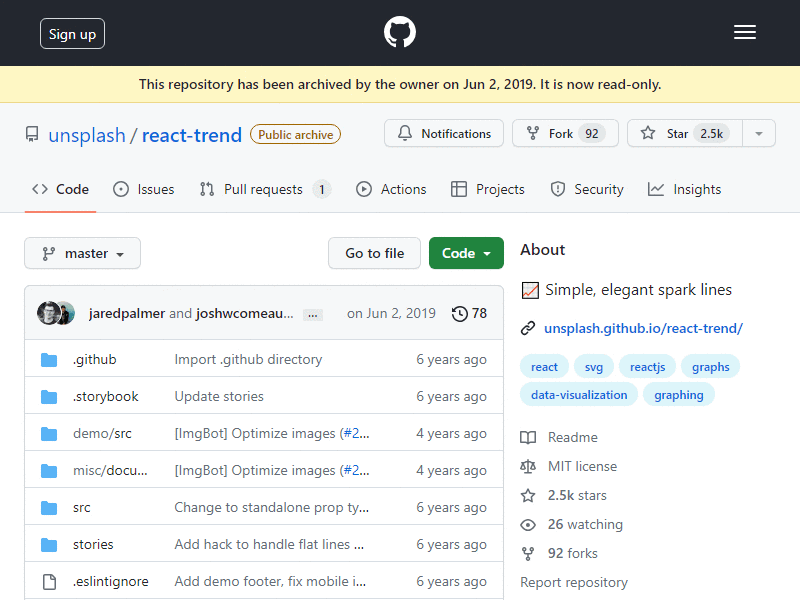 Sign up
This repository has been archived by the owner on Jun 2, 2019. It is now read-only.
unsplash / react-trend Public archive Notifications Fork 92 Star 2.5k
Code Issues Pull requests 1 Actions Projects Security Insights
master Go to file Code
jaredpalmer and joshwcomeau... ... on Jun 2, 2019 78
.github Import .github directory 6 years ago
.storybook Update stories 6 years ago
demo/src [ImgBot] Optimize images (#2... 4 years ago
misc/docu... [ImgBot] Optimize images (#2... 4 years ago
src Change to standalone prop ty... 6 years ago
stories Add hack to handle flat lines ... 6 years ago
.eslintignore Add demo footer, fix mobile i... 6 years ago
About
Simple, elegant spark lines
unsplash.github.io/react-trend/
react svg reactjs graphs
data-visualization graphing
Readme
MIT license
2.5k stars
26 watching
92 forks
Report repository